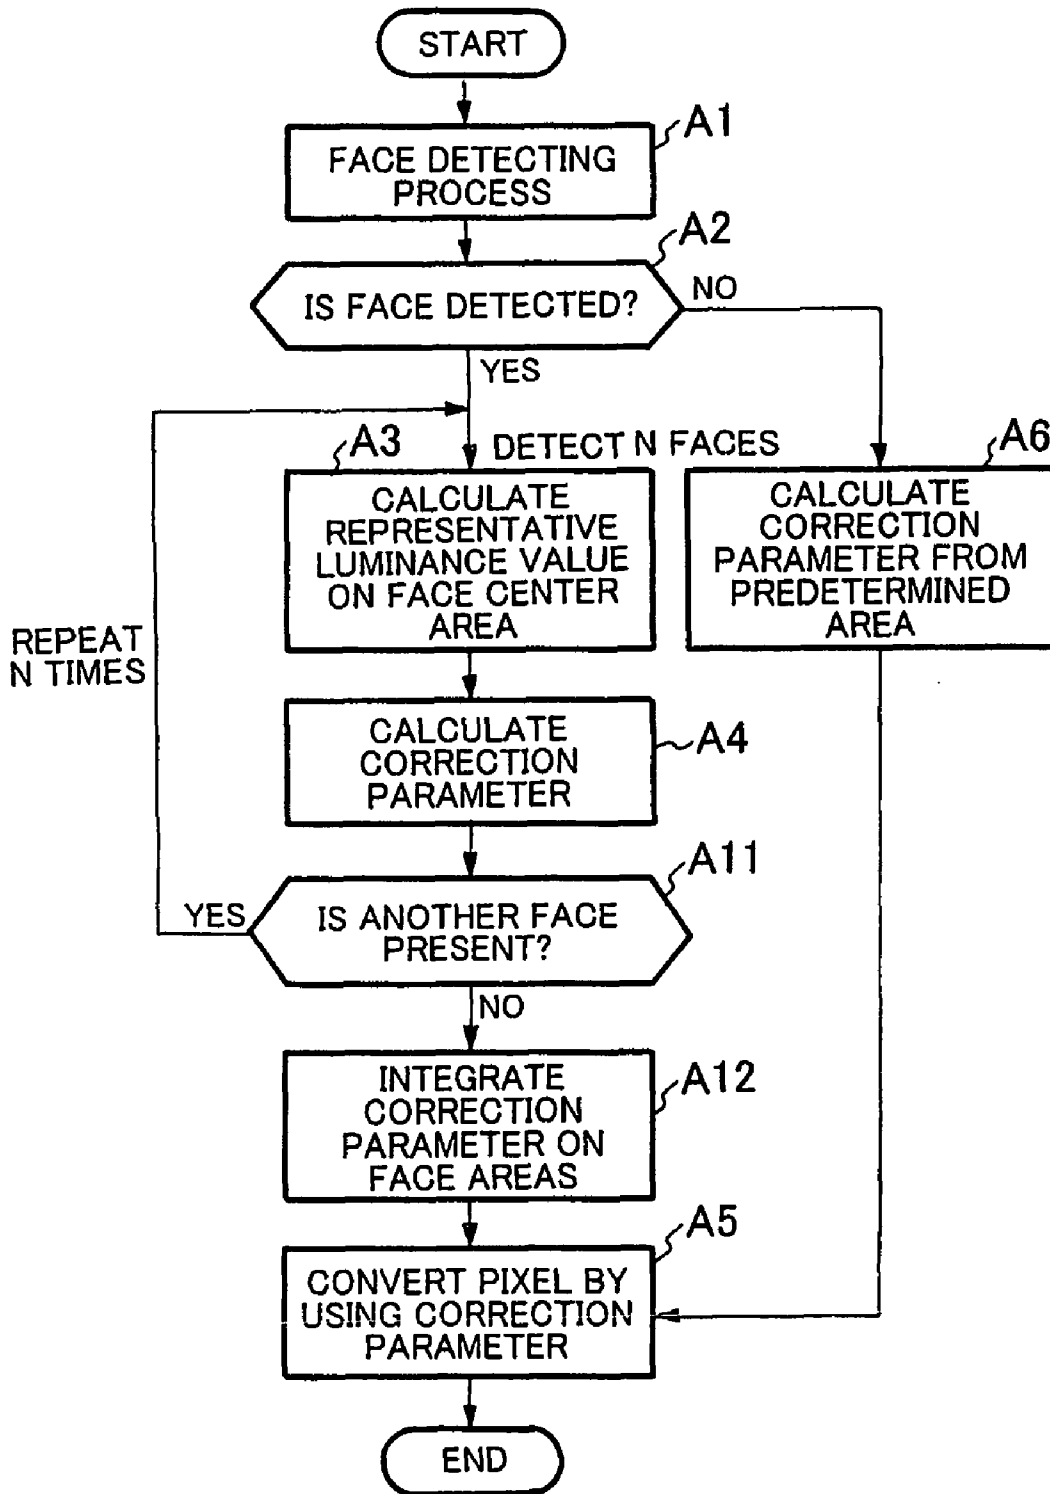 START
A1
FACE DETECTING
PROCESS
A2
IS FACE DETECTED?
NO
YES
DETECT N FACES
A3
CALCULATE
REPRESENTATIVE
LUMINANCE VALUE
ON FACE CENTER
AREA
A6
CALCULATE
CORRECTION
PARAMETER FROM
PREDETERMINED
AREA
REPEAT
N TIMES
CALCULATE
CORRECTION
PARAMETER
A4
A11
IS ANOTHER FACE
PRESENT?
YES
NO
INTEGRATE
CORRECTION
PARAMETER ON
FACE AREAS
A12
A5
CONVERT PIXEL BY
USING CORRECTION
PARAMETER
END